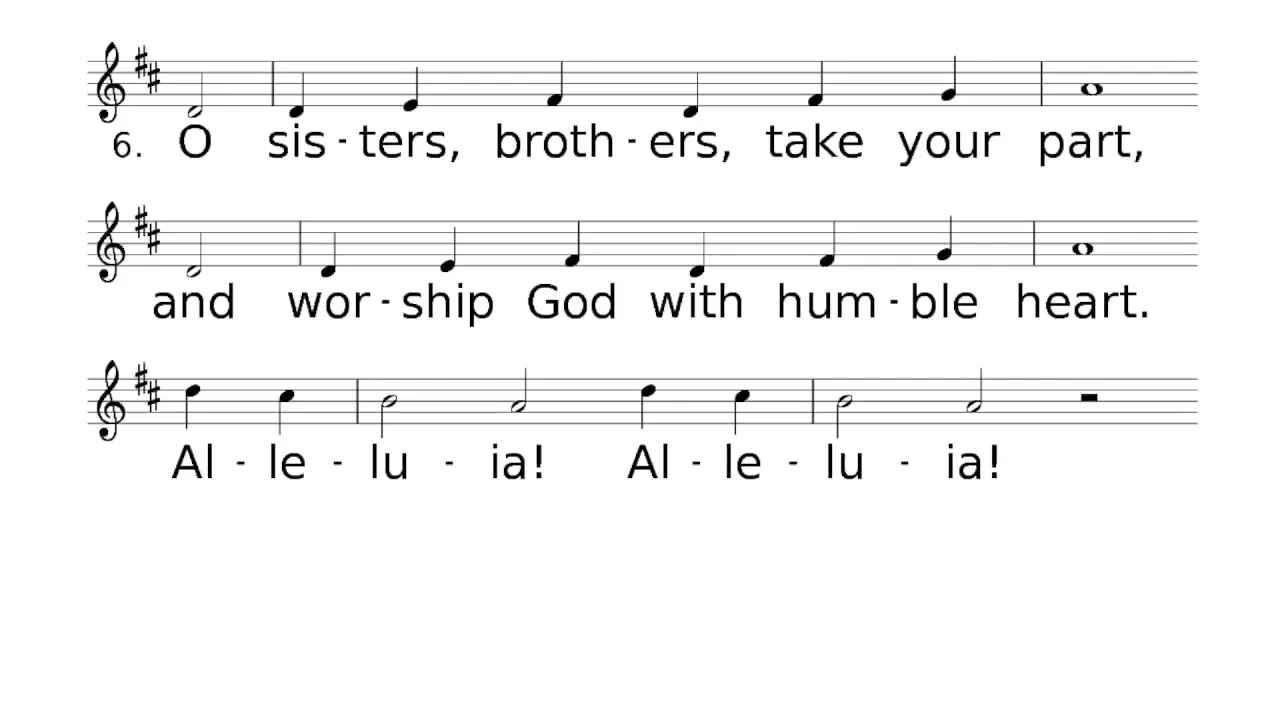 6. O sis - ters, broth - ers, take your part,
and wor - ship God with hum - ble heart.
Al - le - lu - ia! Al - le - lu - ia!